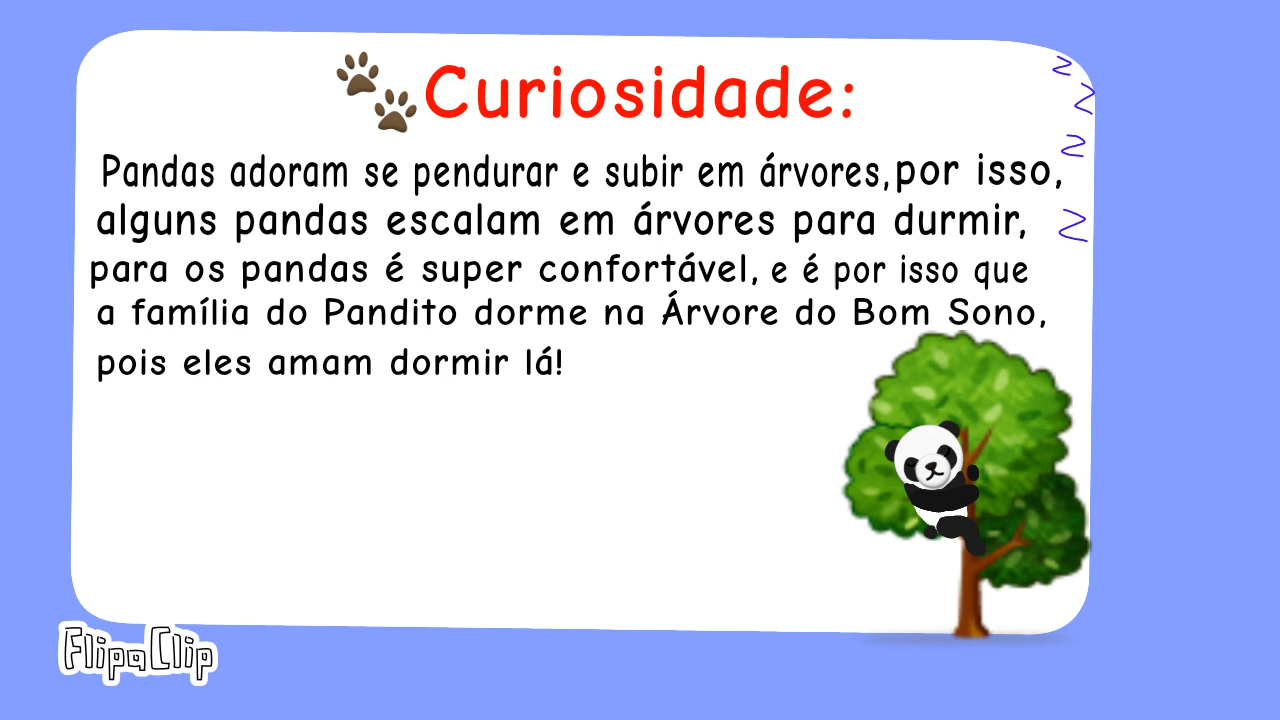 Curiosidade:
Pandas adoram se pendurar e subir em árvores, por isso,
alguns pandas escalam em árvores para durmir,
para os pandas é super confortável, e é por isso que
a família do Pandito dorme na Árvore do Bom Sono,
pois eles amam dormir lá!
z
z
z
z
FlipaClip